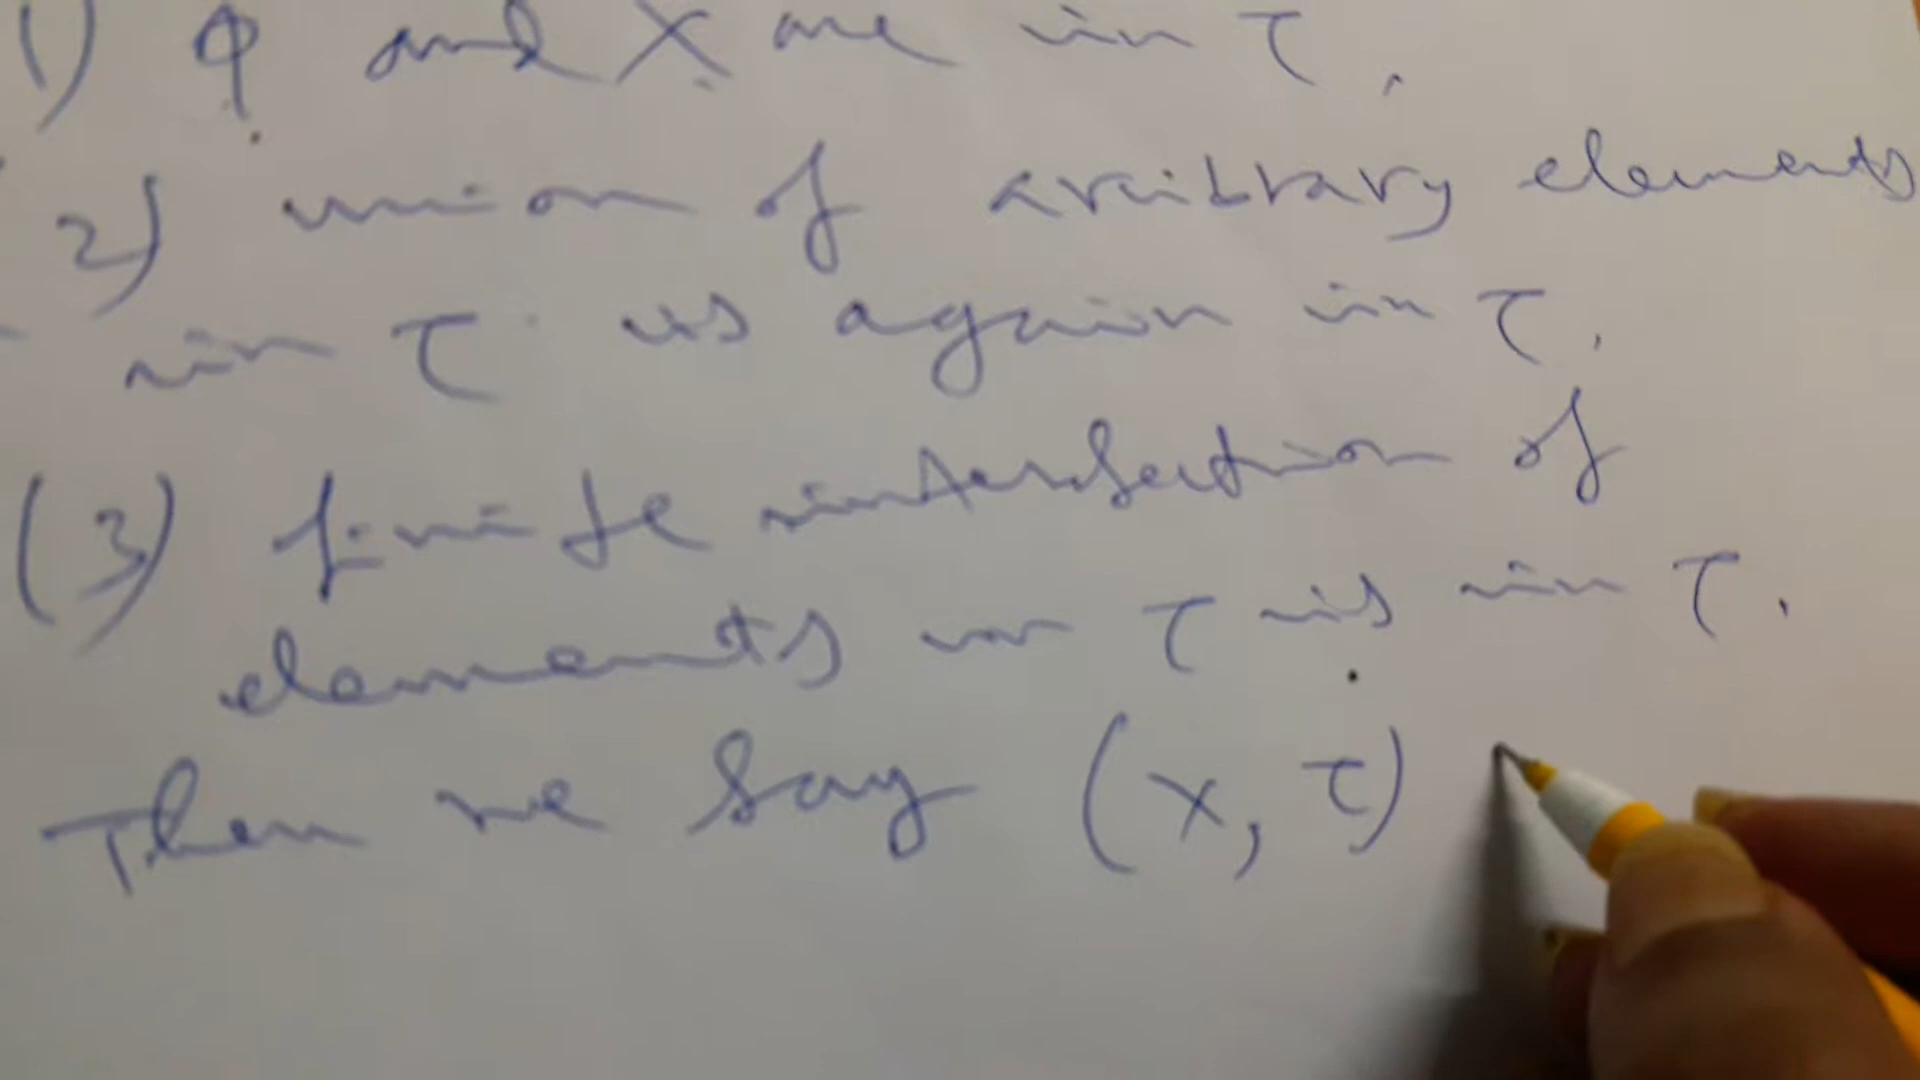 1) φ and X are in τ.
2) union of aribtrary elements
in τ is again in τ.
(3) finite intersection of
elements in τ is in τ.
Then we say (X, τ)